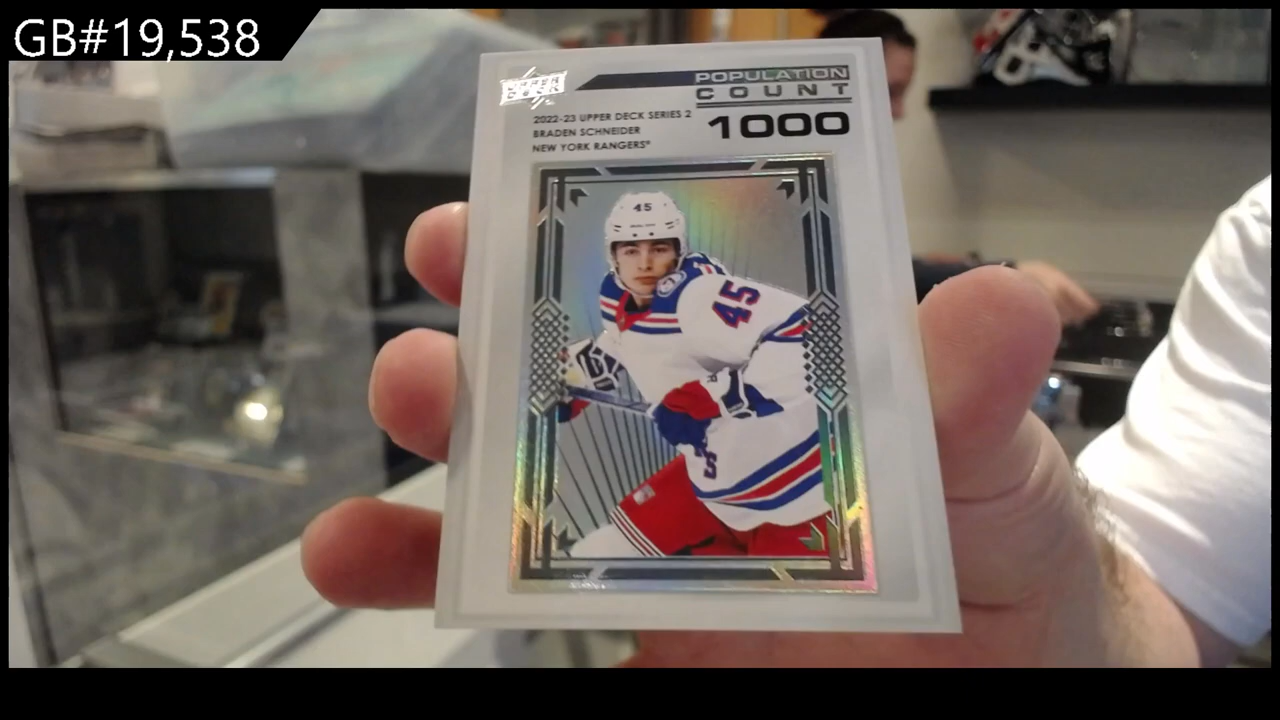 GB#19,538
UPPER DECK
POPULATION
COUNT
1000
2022-23 UPPER DECK SERIES 2
BRADEN SCHNEIDER
NEW YORK RANGERS®
45
45
S